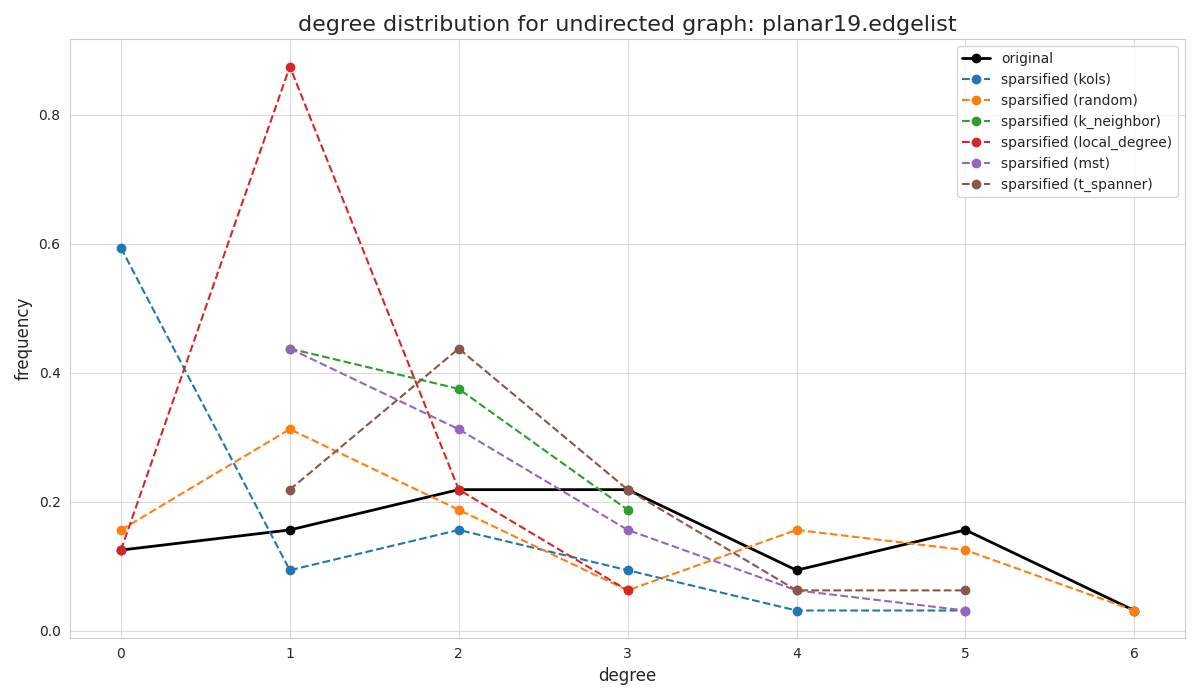 degree distribution for undirected graph: planar19.edgelist
original
sparsified (kols)
sparsified (random)
sparsified (k_neighbor)
sparsified (local_degree)
sparsified (mst)
sparsified (t_spanner)
frequency
0.8
0.6
0.4
0.2
0.0
0 1 2 3 4 5 6
degree